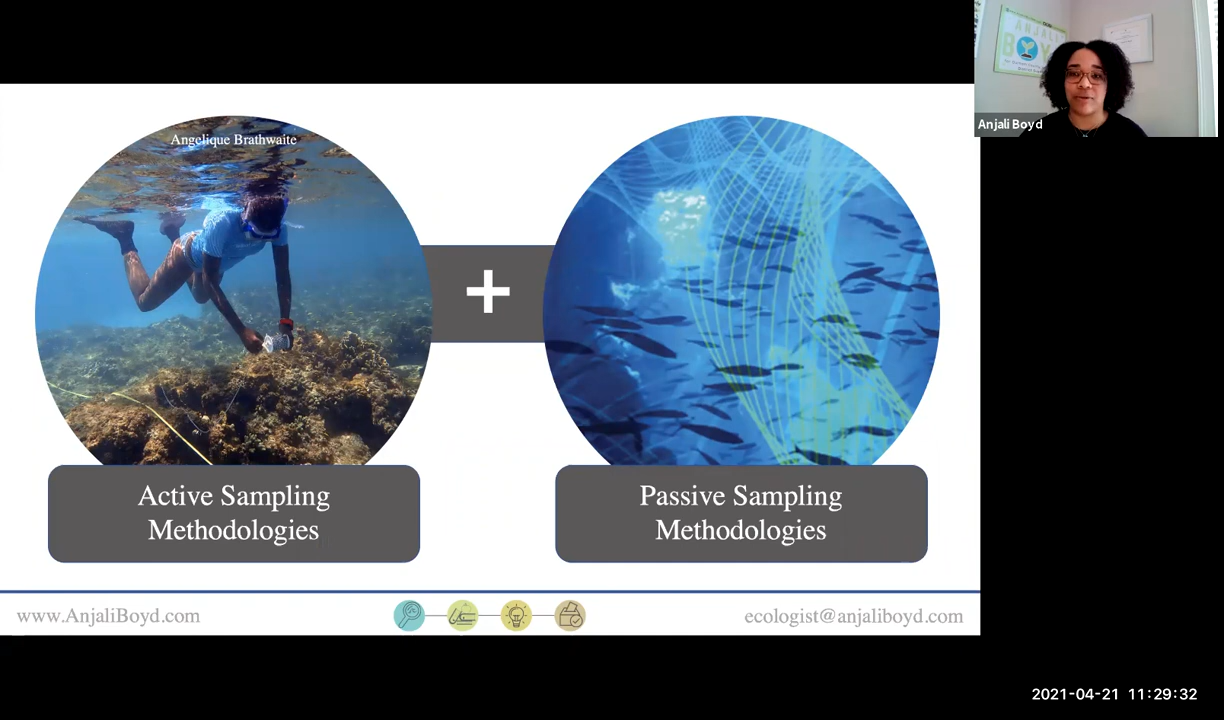 Angelique Brathwaite
+
Active Sampling
Methodologies
Passive Sampling
Methodologies
www.AnjaliBoyd.com
ecologist@anjaliboyd.com
ANJALI
Anjali Boyd
2021-04-21 11:29:32